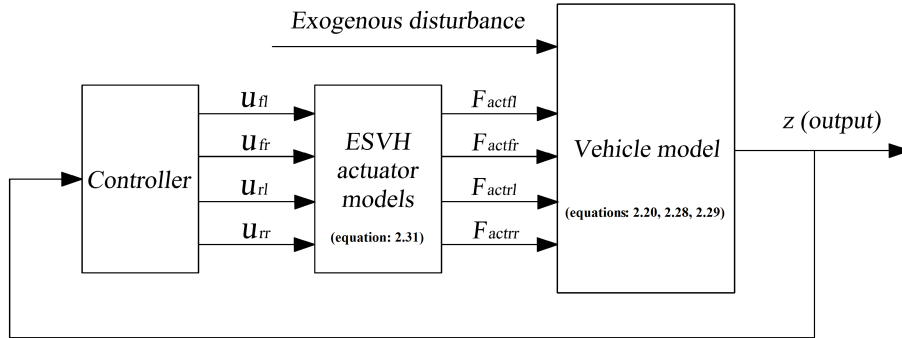 Exogenous disturbance
z (output)
Controller
u fl
u fr
u rl
u rr
ESVH
actuator
models
(equation: 2.31)
F actfl
F actfr
F actrl
F actrr
Vehicle model
(equations: 2.20, 2.28, 2.29)